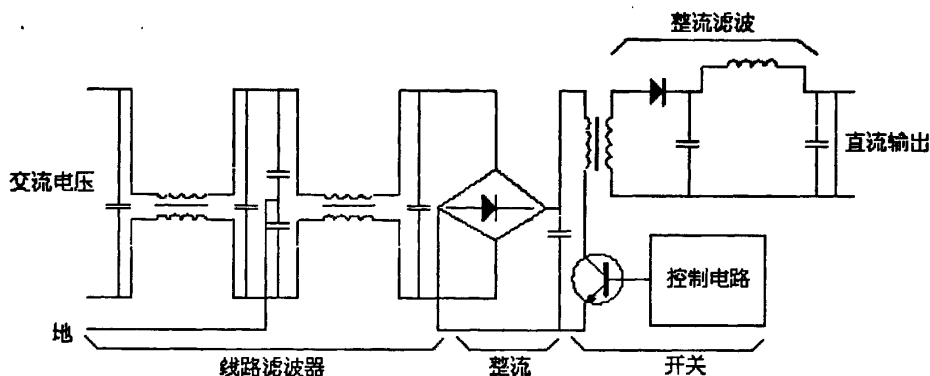 整流滤波
直流输出
交流电压
控制电路
地
线路滤波器
整流
开关